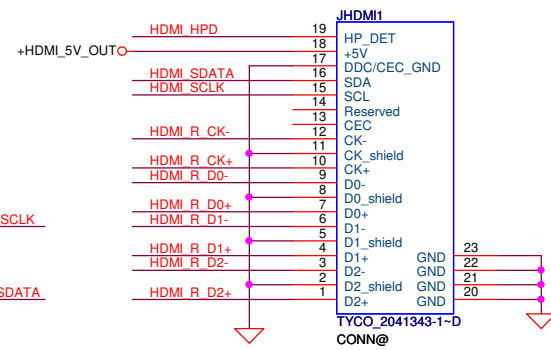 JHDMI1
HDMI_HPD 19 HP_DET
+HDMI_5V_OUT 18 +5V
17 DDC/CEC_GND
HDMI_SDATA 16 SDA
HDMI_SCLK 15 SCL
14 Reserved
13 CEC
HDMI_R_CK- 12 CK-
11 CK_shield
HDMI_R_CK+ 10 CK+
HDMI_R_D0- 9 D0-
8 D0_shield
HDMI_R_D0+ 7 D0+
SCLK HDMI_R_D1- 6 D1-
5 D1_shield
HDMI_R_D1+ 4 D1+ GND 23
HDMI_R_D2- 3 D2- GND 22
2 D2_shield GND 21
SDATA HDMI_R_D2+ 1 D2+ GND 20
TYCO_2041343-1~D
CONN@